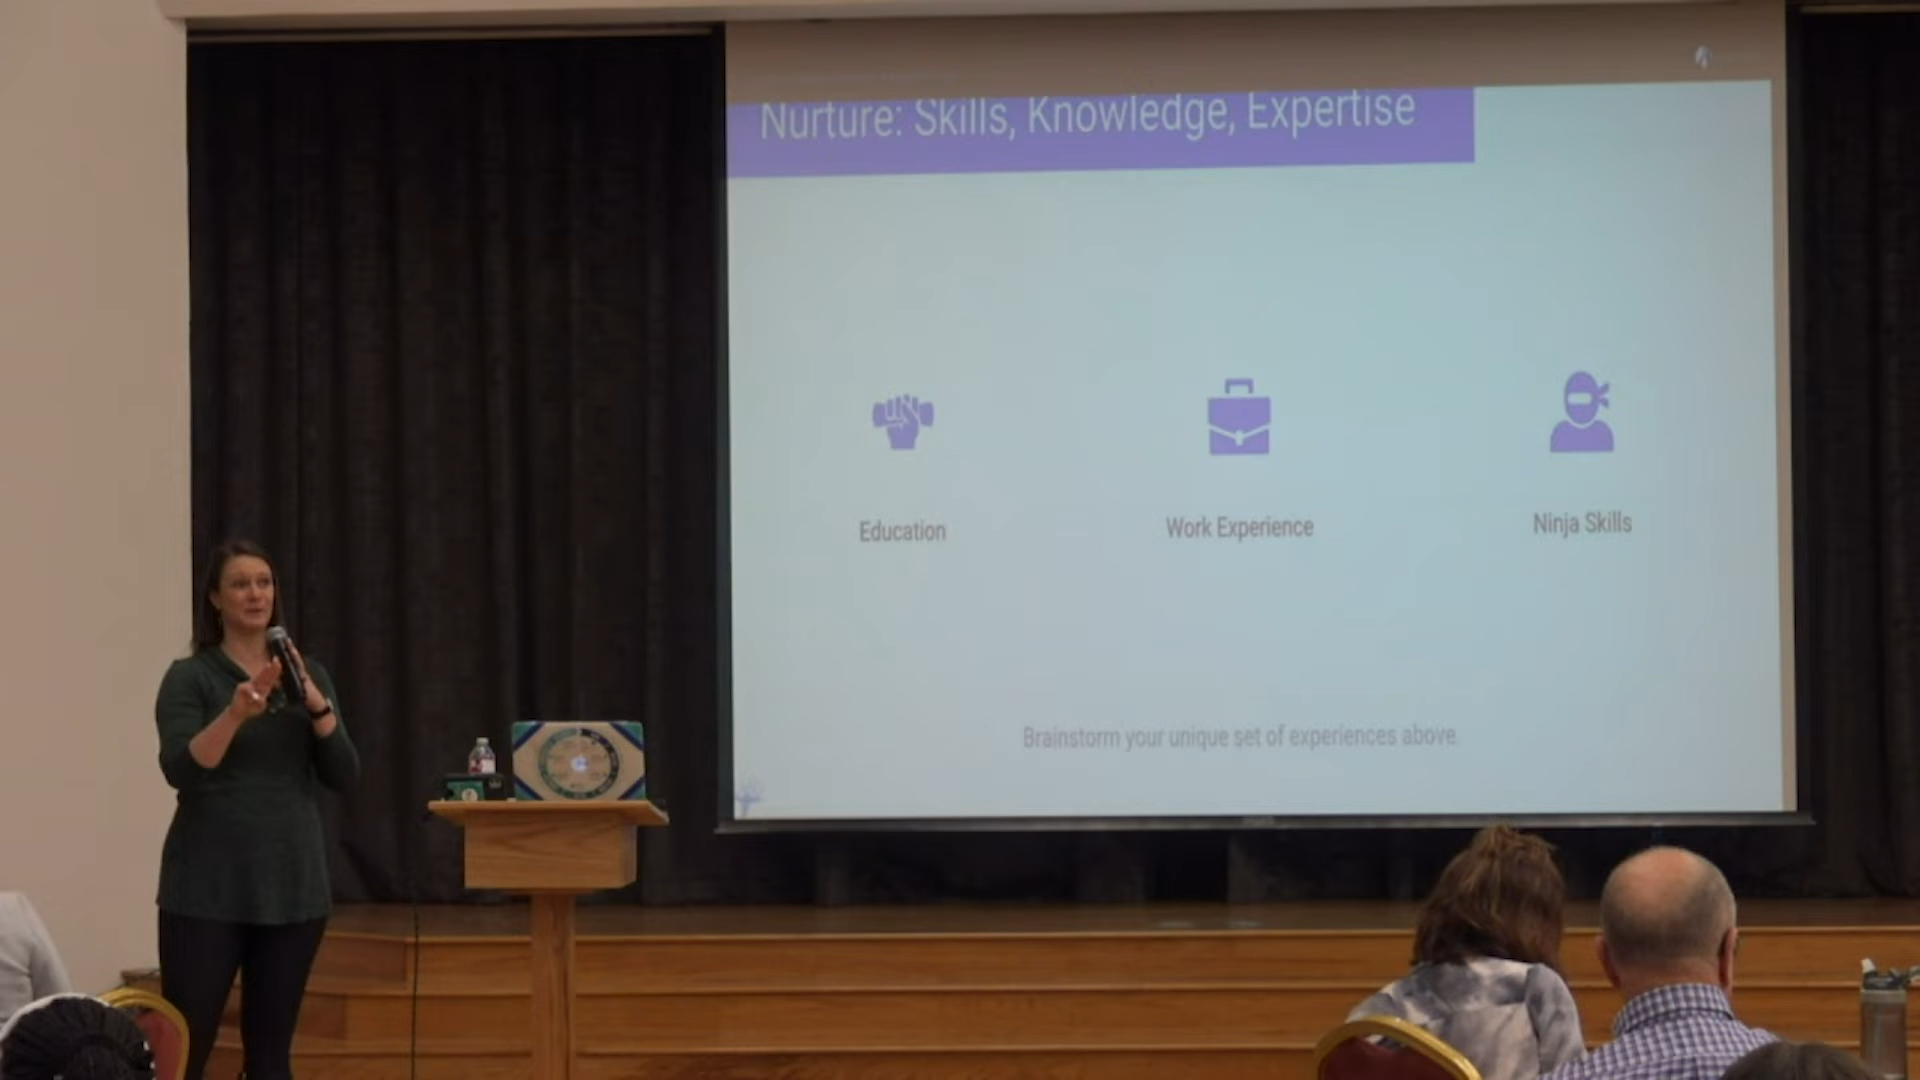 Nurture: Skills, Knowledge, Expertise
Education
Work Experience
Ninja Skills
Brainstorm your unique set of experiences above.